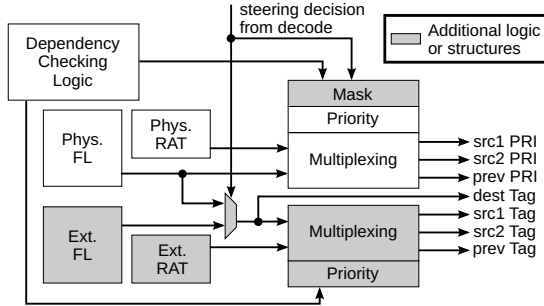 steering decision
from decode
Additional logic
or structures
Dependency
Checking
Logic
Mask
Priority
Multiplexing
Phys.
FL
Phys.
RAT
src1 PRI
src2 PRI
prev PRI
dest Tag
src1 Tag
src2 Tag
prev Tag
Ext.
FL
Ext.
RAT
Multiplexing
Priority